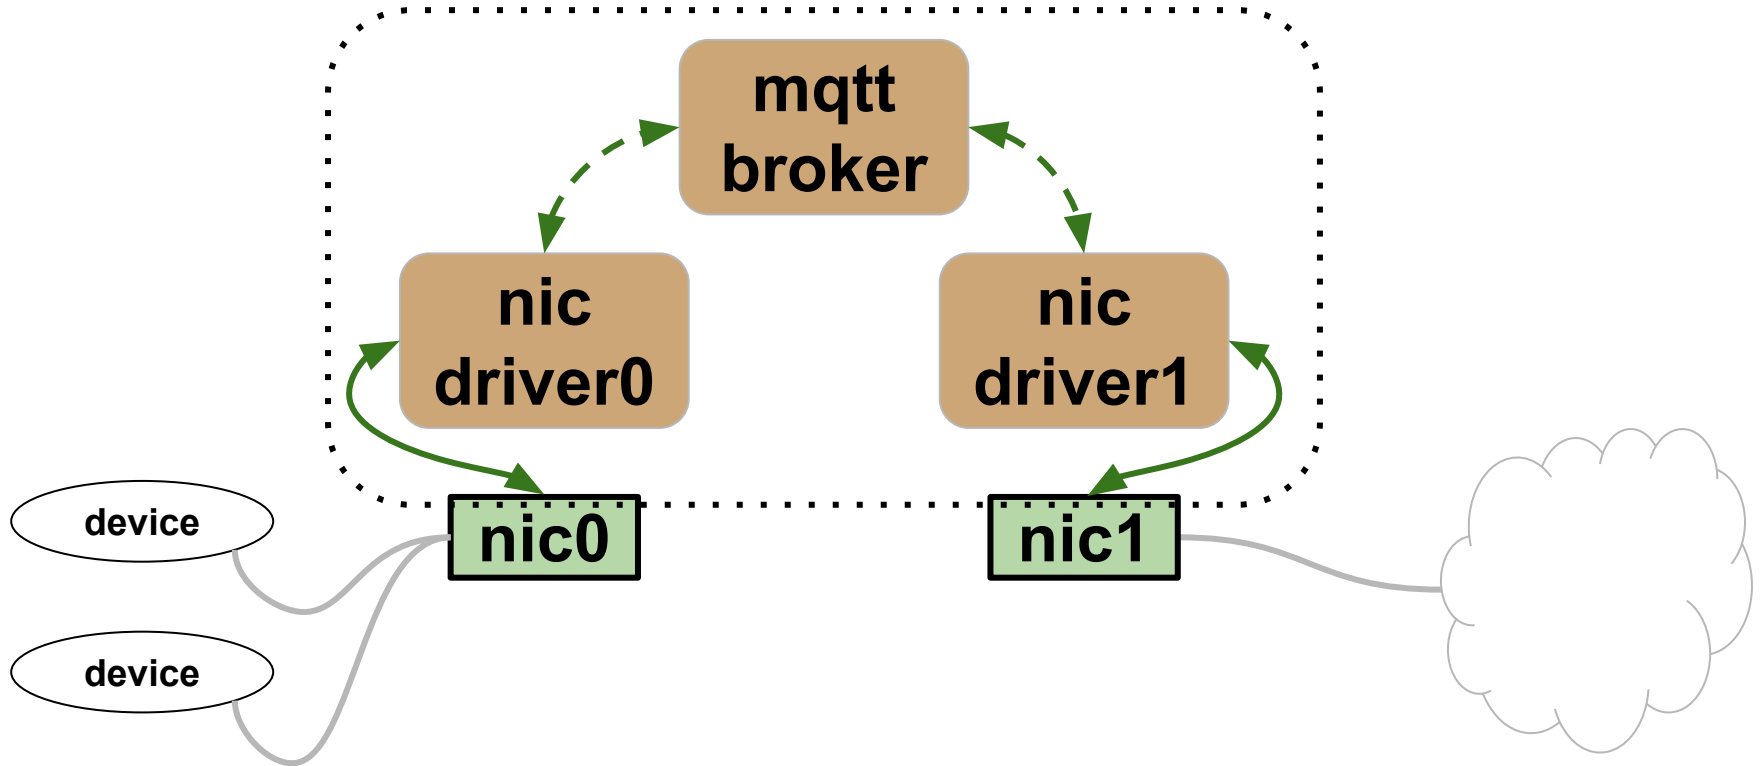 mqtt
broker
nic
driver0
nic
driver1
device
nic0
nic1
device